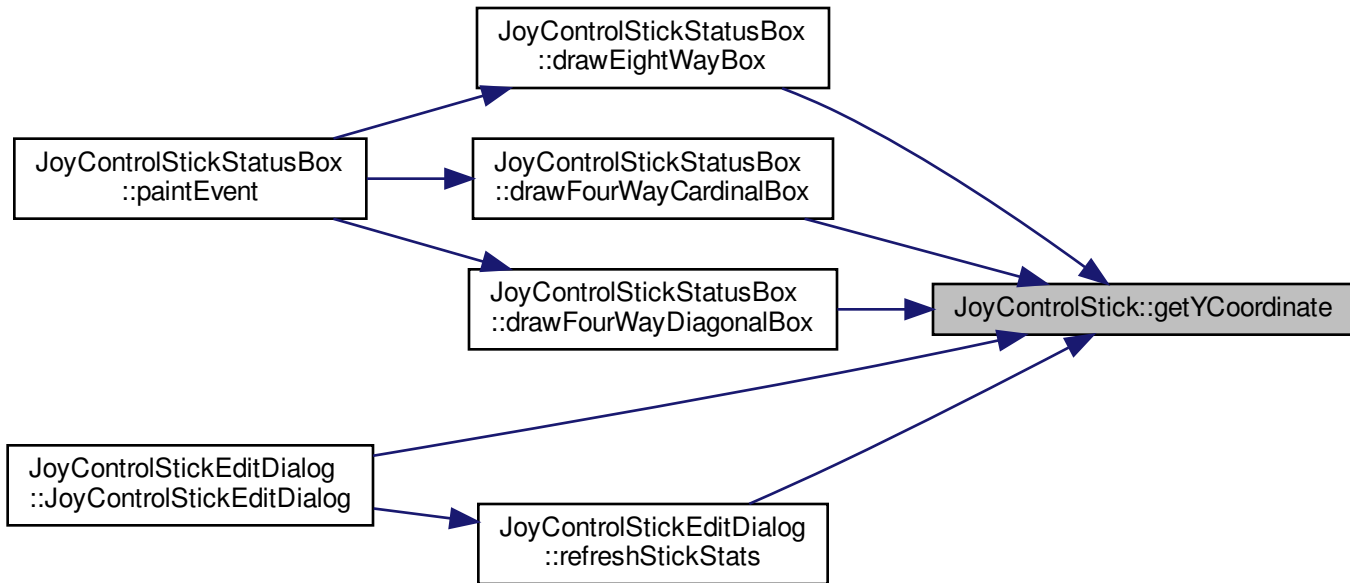 JoyControlStickStatusBox
::drawEightWayBox
JoyControlStickStatusBox
::paintEvent
JoyControlStickStatusBox
::drawFourWayCardinalBox
JoyControlStickStatusBox
::drawFourWayDiagonalBox
JoyControlStick::getYCoordinate
JoyControlStickEditDialog
::JoyControlStickEditDialog
JoyControlStickEditDialog
::refreshStickStats